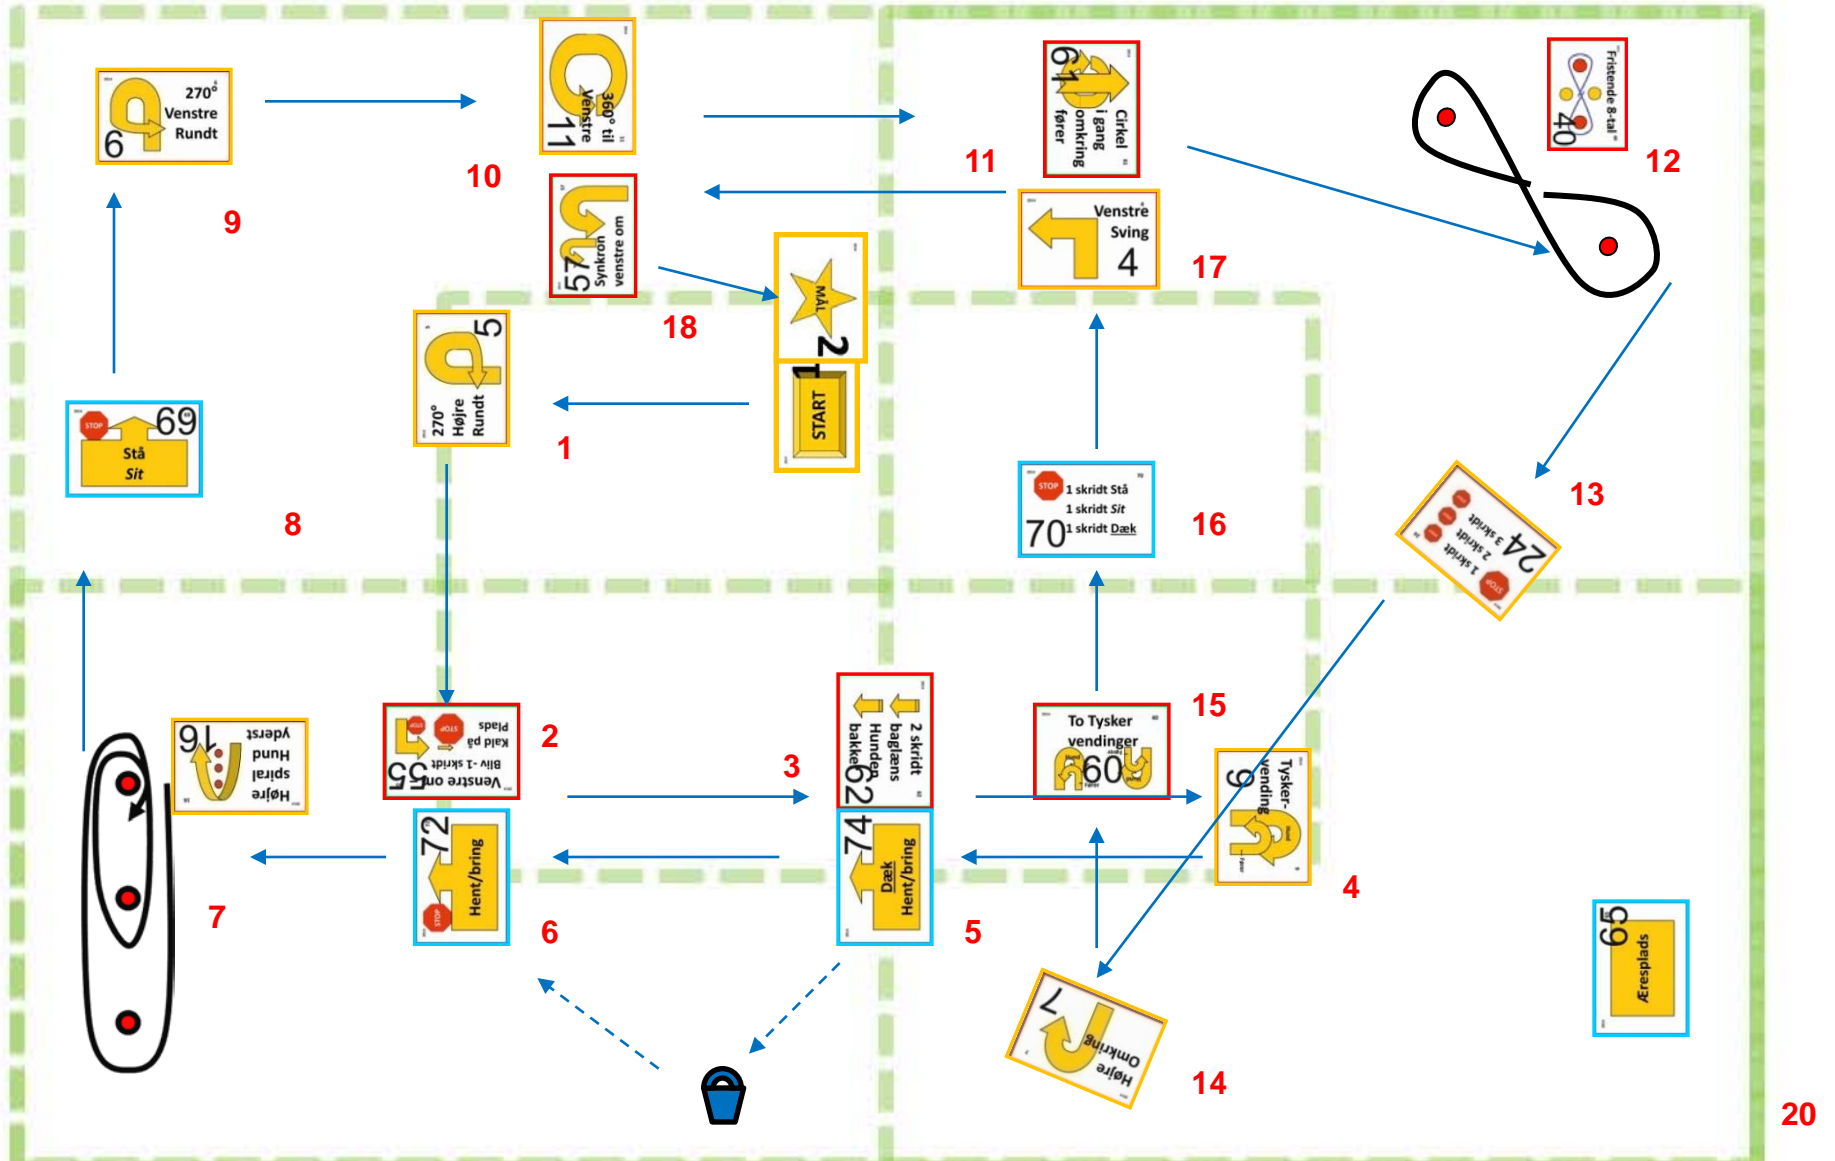 270°
Venstre
Rundt
6
9
360° til
Venstre
11
10
Cirkel
i gang
omkring
fører
61
11
Fristende 8-tal
40
12
Synkron
venstre om
57
18
Venstre
Sving
4
17
MÅL
2
1
START
5
270°
Højre
Rundt
1
STOP
69
Stå
Sit
8
STOP
1 skridt Stå
1 skridt Sit
1 skridt Dæk
70
16
1 skridt
2 skridt
3 skridt
STOP
24
13
Højre
spiral
Hund
yderst
16
7
Venstre om
Bliv -1 skridt
Kald på
Plads
STOP
55
2
3
2 skridt
baglæns
Hunden
bakker
62
To Tysker
vendinger
60
15
Tysker-
vending
9
4
72
Hent/bring
STOP
6
74
Dæk
Hent/bring
5
7
Højre
Omkring
14
65
Æresplads
20